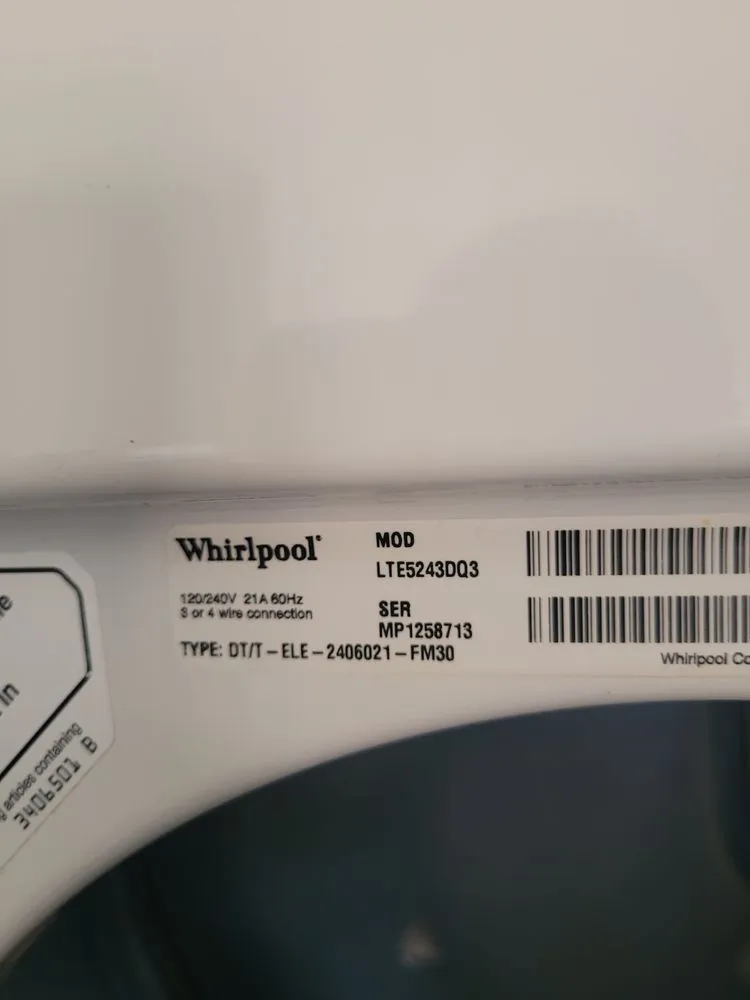 Whirlpool
120/240V 21A 60Hz
3 or 4 wire connection
MOD
LTE5243DQ3
SER
MP1258713
TYPE: DT/T-ELE-2406021-FM30
Whirlpool Co
in
articles containing
3406501 B